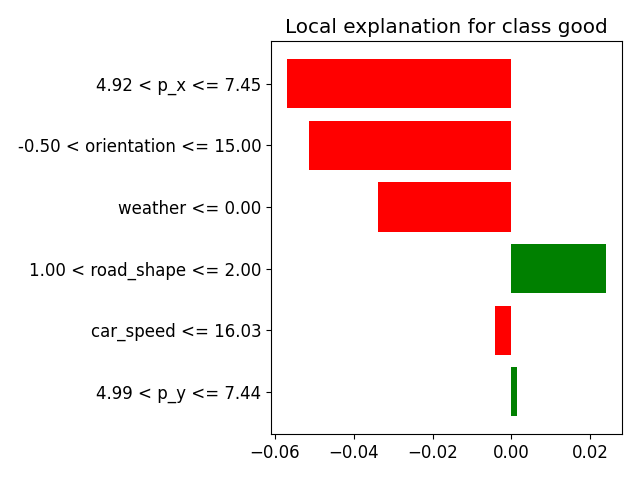 Local explanation for class good
4.92 < p_x <= 7.45
-0.50 < orientation <= 15.00
weather <= 0.00
1.00 < road_shape <= 2.00
car_speed <= 16.03
4.99 < p_y <= 7.44
−0.06 −0.04 −0.02 0.00 0.02